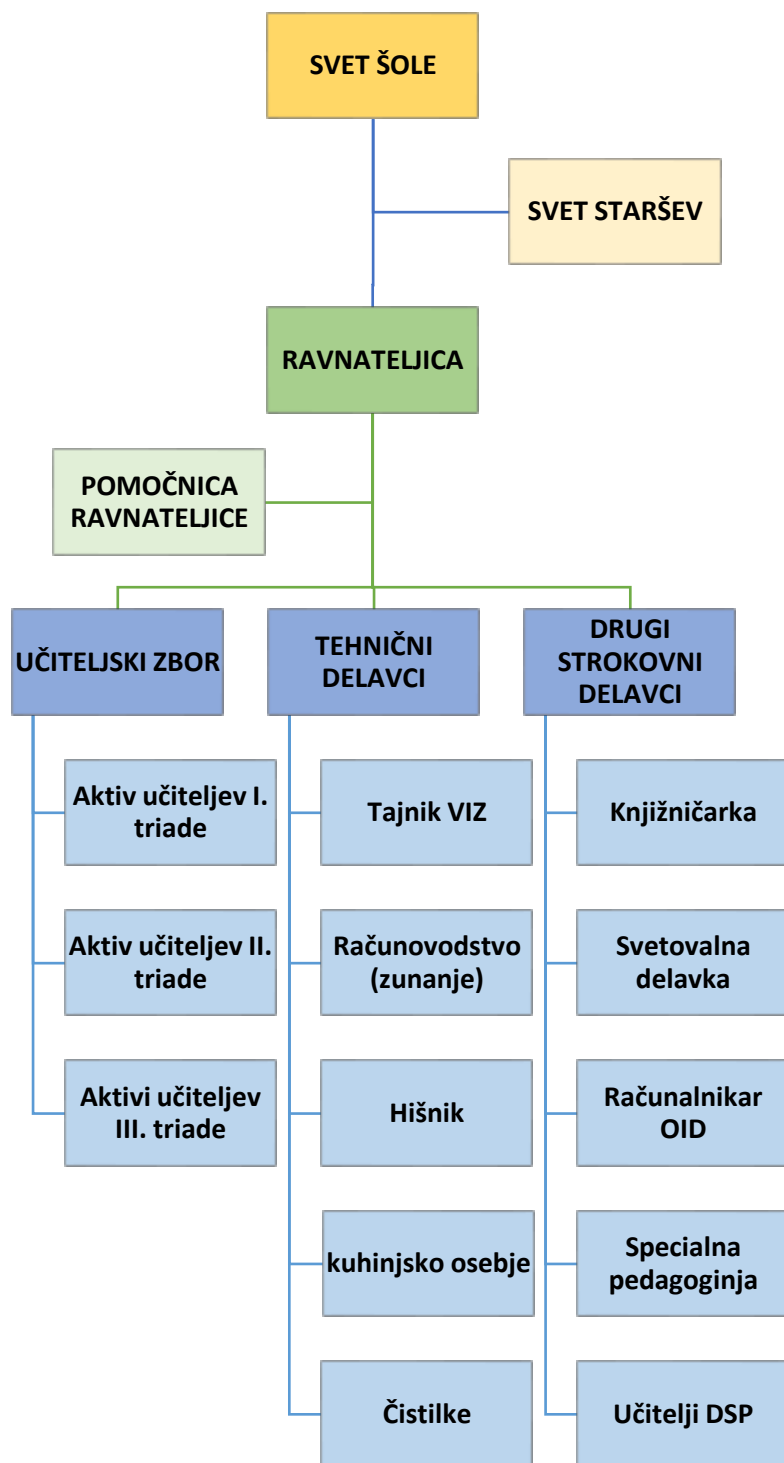 SVET ŠOLE
SVET STARŠEV
RAVNATELJICA
POMOČNICA
RAVNATELJICE
UČITELJSKI ZBOR
TEHNIČNI
DELAVCI
DRUGI
STROKOVNI
DELAVCI
Aktiv učiteljev I.
triade
Tajnik VIZ
Knjižničarka
Aktiv učiteljev II.
triade
Računovodstvo
(zunanje)
Svetovalna
delavka
Aktivi učiteljev
III. triade
Hišnik
Računalnikar
OID
kuhinjsko osebje
Specialna
pedagoginja
Čistilke
Učitelji DSP